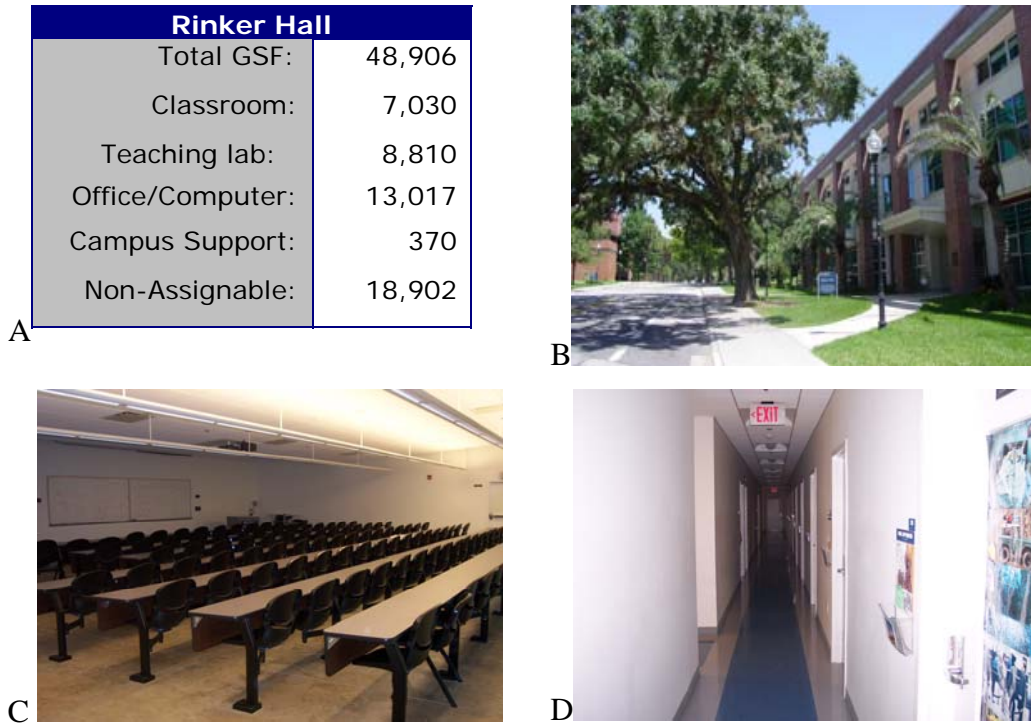 Rinker Hall
Total GSF: 48,906
Classroom: 7,030
Teaching lab: 8,810
Office/Computer: 13,017
Campus Support: 370
Non-Assignable: 18,902
A
B
<EXIT
C
D